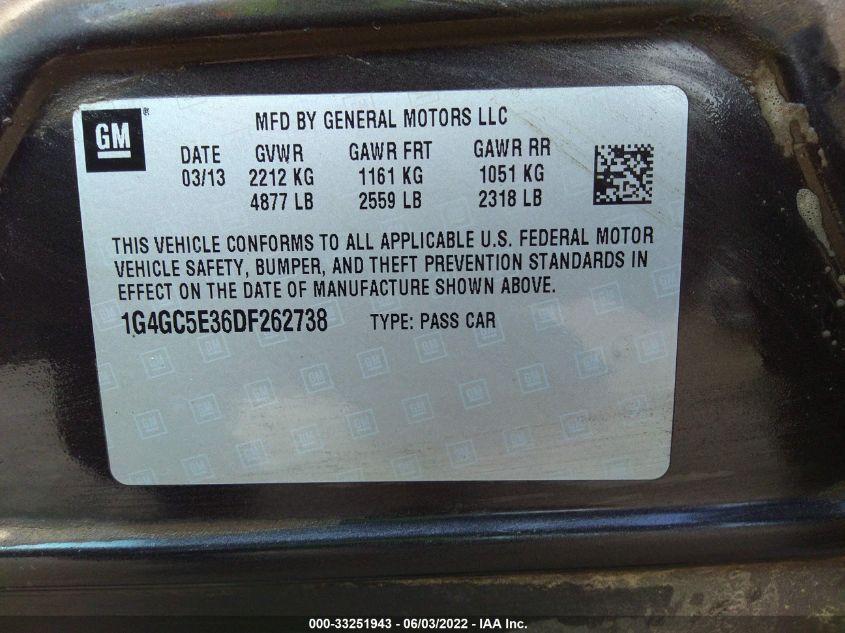 GM ®
MFD BY GENERAL MOTORS LLC
DATE GVWR GAWR FRT GAWR RR
03/13 2212 KG 1161 KG 1051 KG
4877 LB 2559 LB 2318 LB
THIS VEHICLE CONFORMS TO ALL APPLICABLE U.S. FEDERAL MOTOR
VEHICLE SAFETY, BUMPER, AND THEFT PREVENTION STANDARDS IN
EFFECT ON THE DATE OF MANUFACTURE SHOWN ABOVE.
1G4GC5E36DF262738 TYPE: PASS CAR
000-33251943 - 06/03/2022 - IAA Inc.